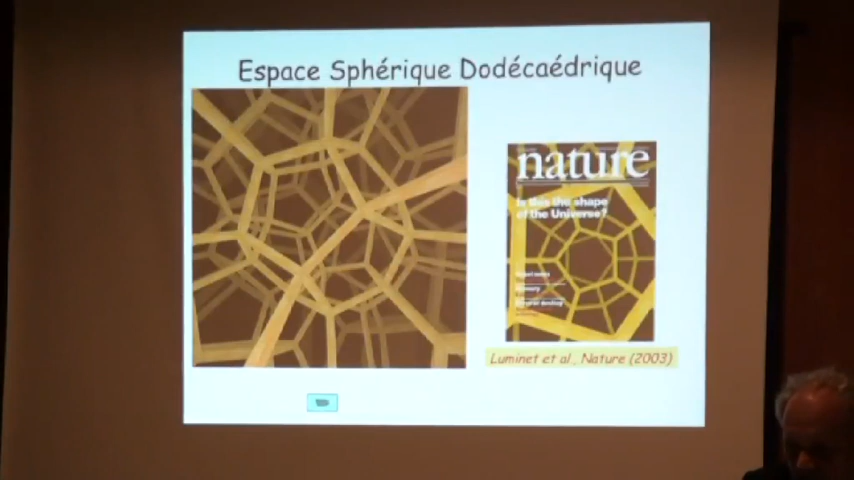 Espace Sphérique Dodécaédrique
nature
Is this the shape
of the Universe?
Luminet et al., Nature (2003)